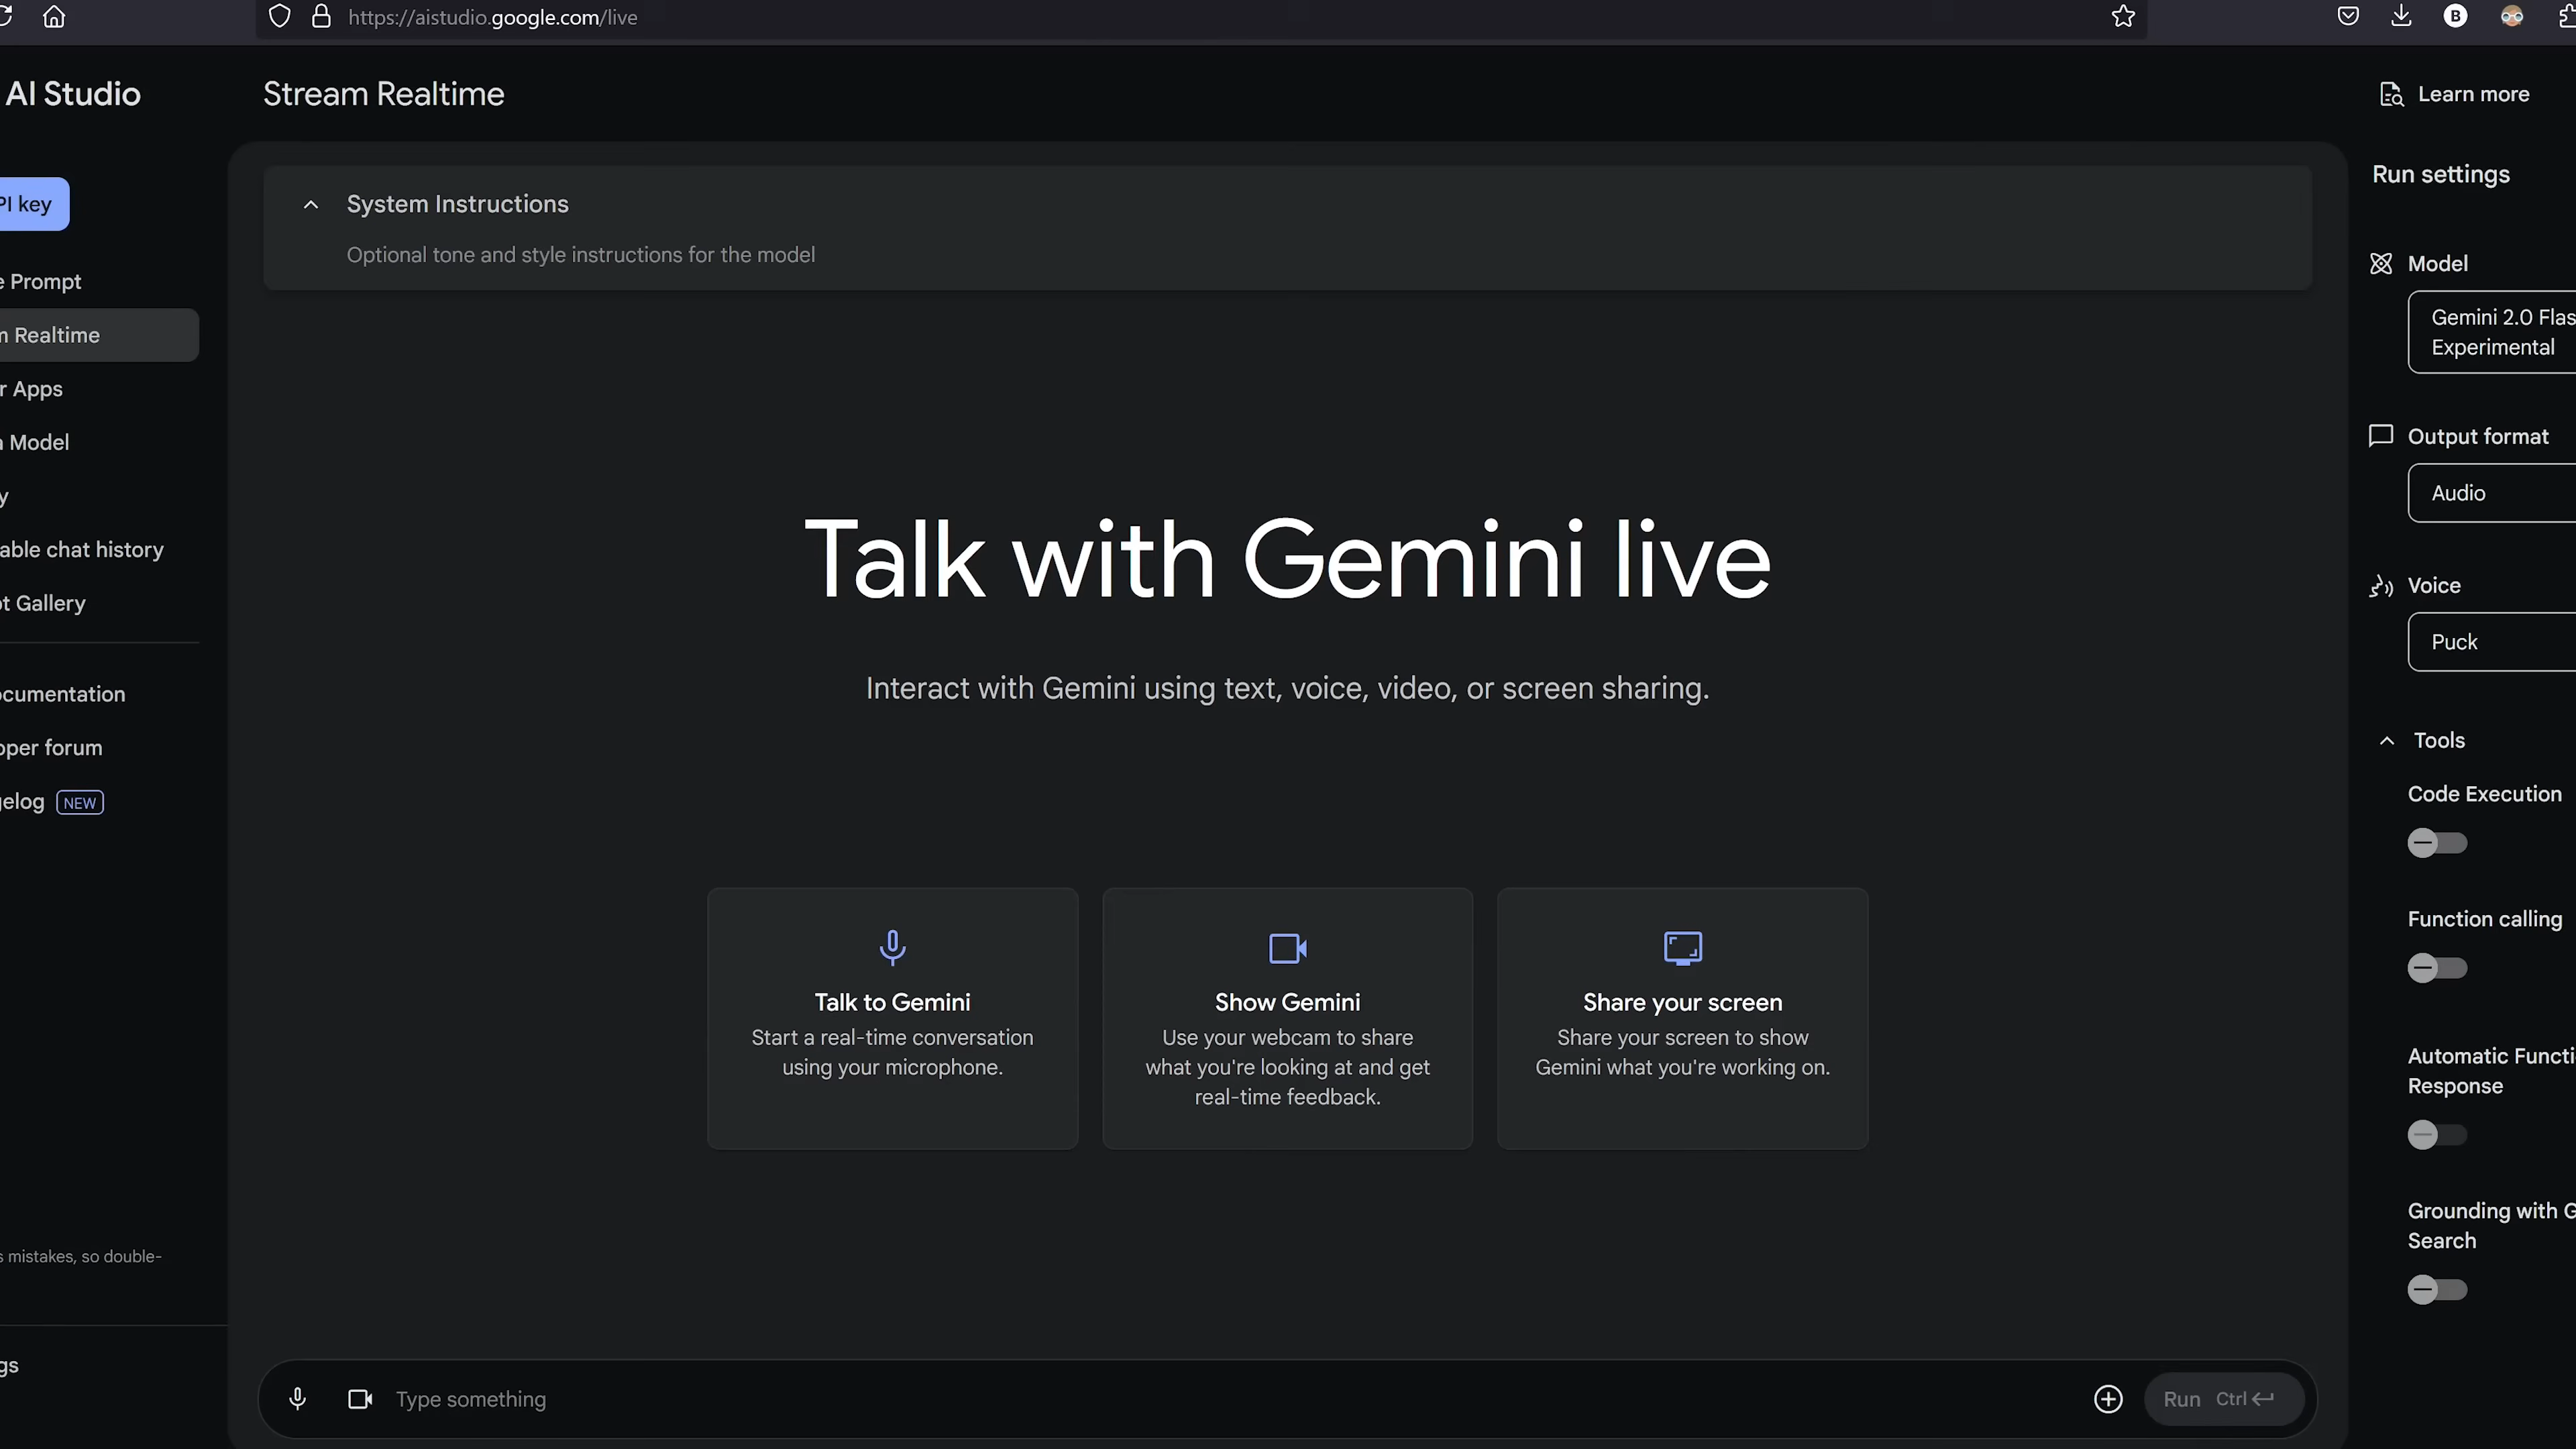 https://aistudio.google.com/live
B
AI Studio
PI key
e Prompt
m Realtime
r Apps
a Model
y
able chat history
t Gallery
ocumentation
oper forum
gelog NEW
s mistakes, so double-
gs
Stream Realtime
System Instructions
Optional tone and style instructions for the model
Talk with Gemini live
Interact with Gemini using text, voice, video, or screen sharing.
Talk to Gemini
Start a real-time conversation
using your microphone.
Show Gemini
Use your webcam to share
what you're looking at and get
real-time feedback.
Share your screen
Share your screen to show
Gemini what you're working on.
Type something
Run Ctrl
Learn more
Run settings
Model
Gemini 2.0 Flas
Experimental
Output format
Audio
Voice
Puck
Tools
Code Execution
Function calling
Automatic Functi
Response
Grounding with G
Search